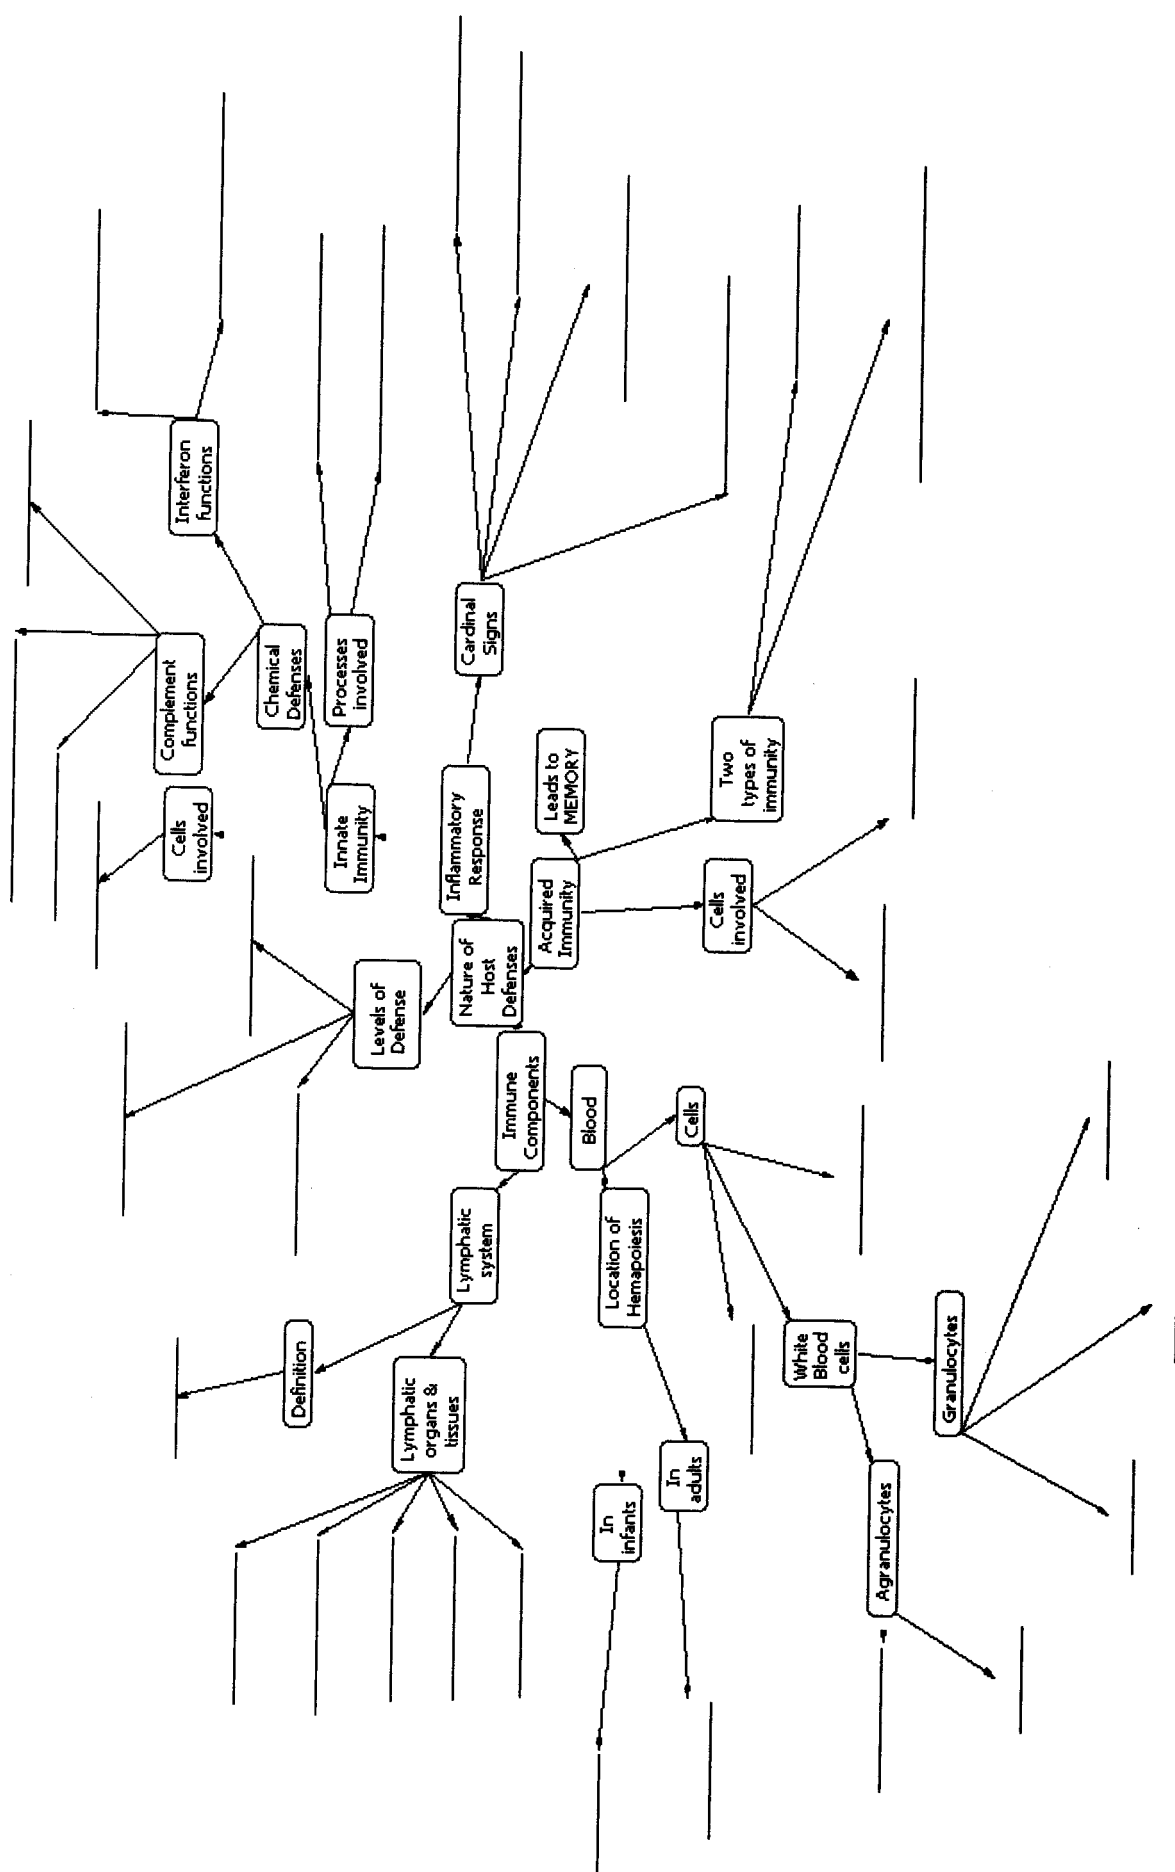 Interferon
functions
Complement
functions
Chemical
Defenses
Processes
involved
Cells
involved
Innate
Immunity
Cardinal
Signs
Inflammatory
Response
Leads to
MEMORY
Two
types of
immunity
Acquired
Immunity
Cells
involved
Nature of
Host
Defenses
Levels of
Defense
Immune
Components
Blood
Cells
Lymphatic
system
Location of
Hemapoiesis
Definition
Lymphatic
organs &
tissues
White
Blood
cells
Granulocytes
In
infants
In
adults
Agranulocytes